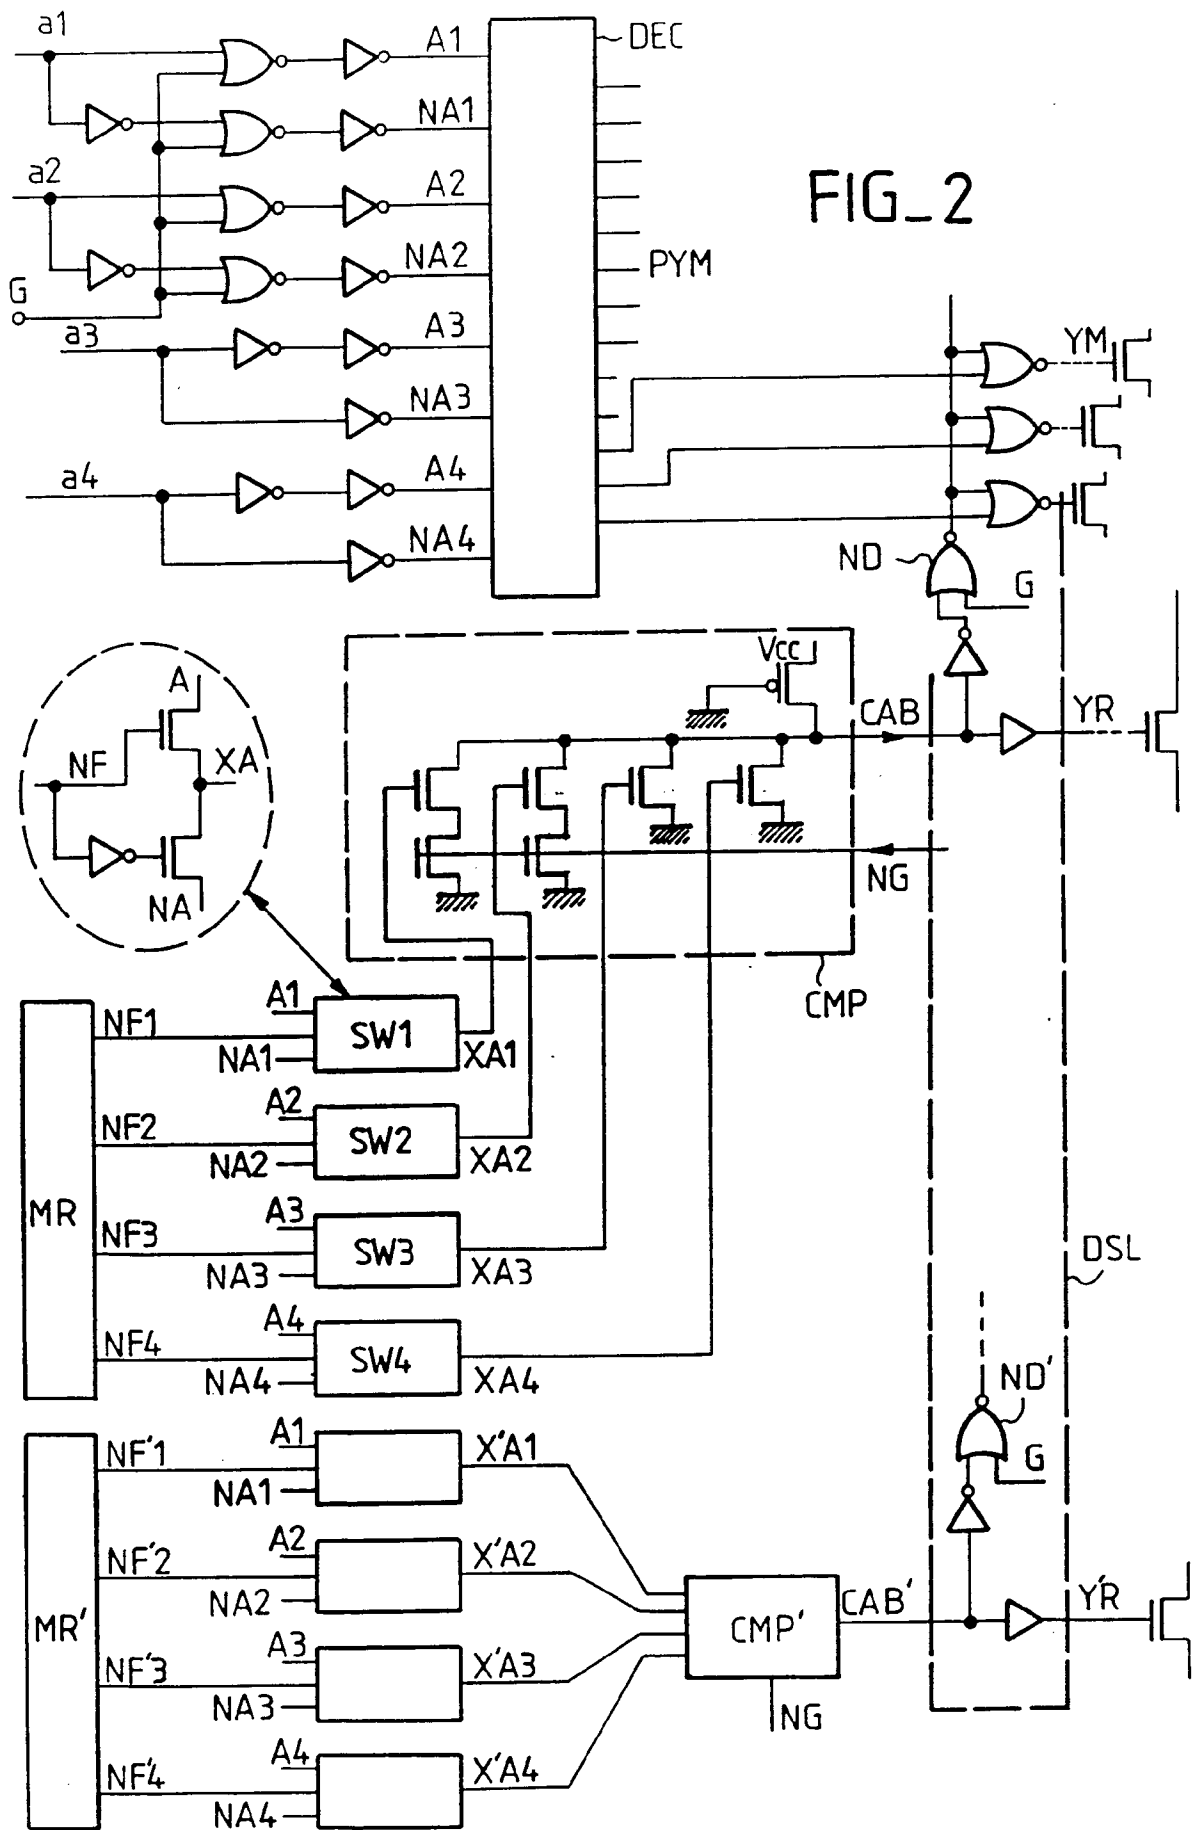 a1
A1
DEC
NA1
a2
A2
FIG_2
NA2
PYM
G
a3
A3
YM
NA3
a4
A4
NA4
ND
G
Vcc
A
CAB
YR
NF
XA
NG
NA
CMP
A1
NF1
SW1
NA1
XA1
A2
NF2
SW2
NA2
XA2
MR
A3
NF3
SW3
DSL
NA3
XA3
A4
NF4
SW4
NA4
XA4
ND'
A1
NF'1
X'A1
G
NA1
A2
NF'2
X'A2
NA2
CAB'
Y'R
MR'
CMP'
A3
NF'3
X'A3
NA3
NG
A4
NF'4
X'A4
NA4